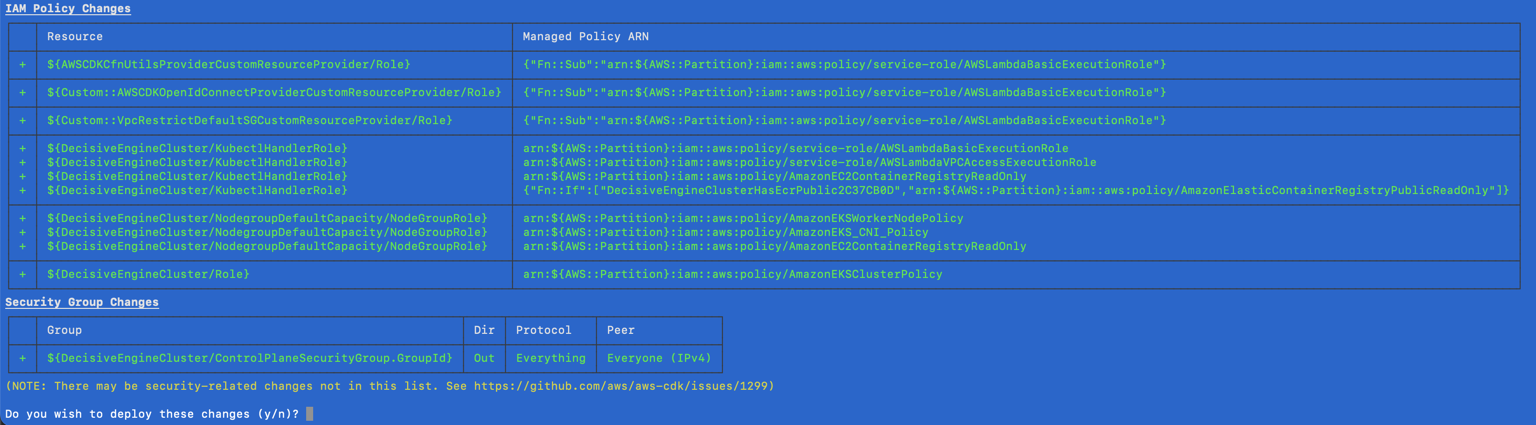 IAM Policy Changes
Resource Managed Policy ARN
+ ${AWSCDKCfnUtilsProviderCustomResourceProvider/Role} {"Fn::Sub":"arn:${AWS::Partition}:iam::aws:policy/service-role/AWSLambdaBasicExecutionRole"}
+ ${Custom::AWSCDKOpenIdConnectProviderCustomResourceProvider/Role} {"Fn::Sub":"arn:${AWS::Partition}:iam::aws:policy/service-role/AWSLambdaBasicExecutionRole"}
+ ${Custom::VpcRestrictDefaultSGCustomResourceProvider/Role} {"Fn::Sub":"arn:${AWS::Partition}:iam::aws:policy/service-role/AWSLambdaBasicExecutionRole"}
+ ${DecisiveEngineCluster/KubectlHandlerRole} arn:${AWS::Partition}:iam::aws:policy/service-role/AWSLambdaBasicExecutionRole
+ ${DecisiveEngineCluster/KubectlHandlerRole} arn:${AWS::Partition}:iam::aws:policy/service-role/AWSLambdaVPCAccessExecutionRole
+ ${DecisiveEngineCluster/KubectlHandlerRole} arn:${AWS::Partition}:iam::aws:policy/AmazonEC2ContainerRegistryReadOnly
+ ${DecisiveEngineCluster/KubectlHandlerRole} {"Fn::If":["DecisiveEngineClusterHasEcrPublic2C37CB0D","arn:${AWS::Partition}:iam::aws:policy/AmazonElasticContainerRegistryPublicReadOnly"]}
+ ${DecisiveEngineCluster/NodegroupDefaultCapacity/NodeGroupRole} arn:${AWS::Partition}:iam::aws:policy/AmazonEKSWorkerNodePolicy
+ ${DecisiveEngineCluster/NodegroupDefaultCapacity/NodeGroupRole} arn:${AWS::Partition}:iam::aws:policy/AmazonEKS_CNI_Policy
+ ${DecisiveEngineCluster/NodegroupDefaultCapacity/NodeGroupRole} arn:${AWS::Partition}:iam::aws:policy/AmazonEC2ContainerRegistryReadOnly
+ ${DecisiveEngineCluster/Role} arn:${AWS::Partition}:iam::aws:policy/AmazonEKSClusterPolicy
Security Group Changes
Group Dir Protocol Peer
+ ${DecisiveEngineCluster/ControlPlaneSecurityGroup.GroupId} Out Everything Everyone (IPv4)
(NOTE: There may be security-related changes not in this list. See https://github.com/aws/aws-cdk/issues/1299)
Do you wish to deploy these changes (y/n)?